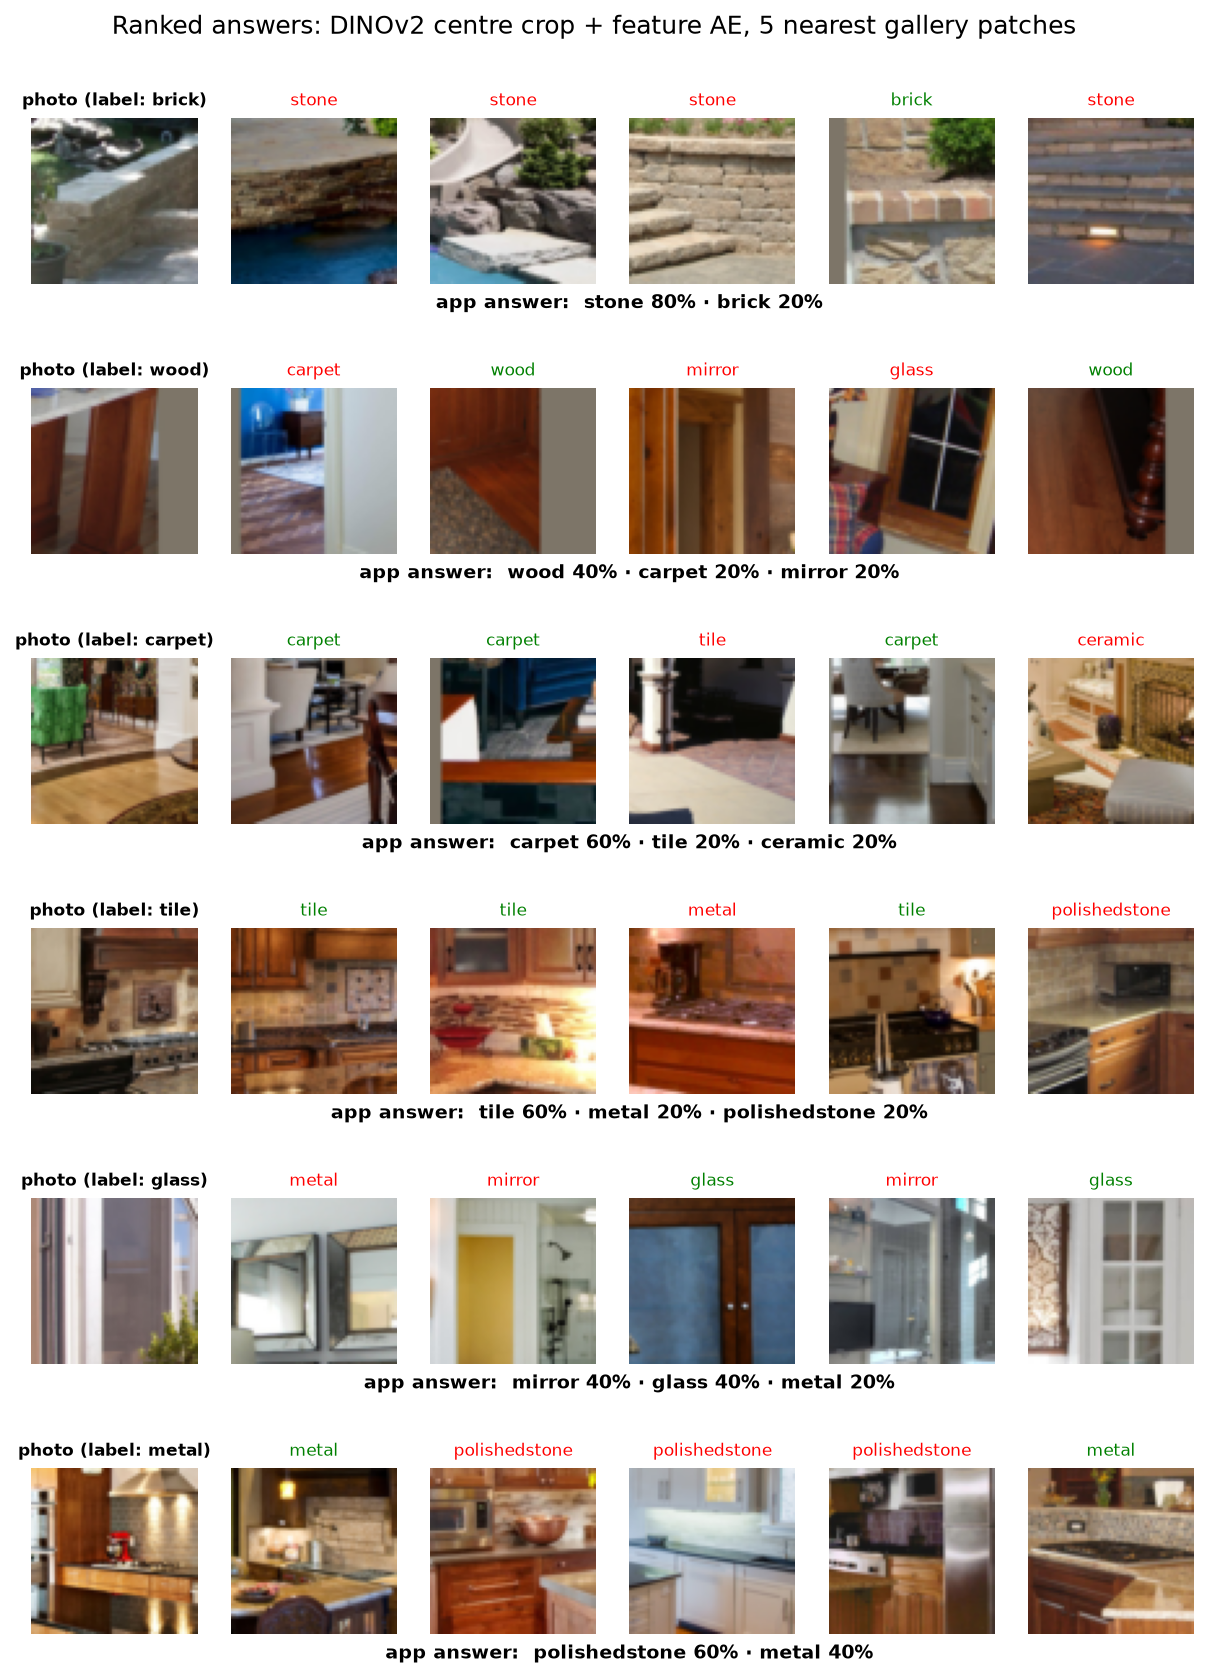 Ranked answers: DINOv2 centre crop + feature AE, 5 nearest gallery patches
photo (label: brick) stone stone stone brick stone
app answer: stone 80% · brick 20%
photo (label: wood) carpet wood mirror glass wood
app answer: wood 40% · carpet 20% · mirror 20%
photo (label: carpet) carpet carpet tile carpet ceramic
app answer: carpet 60% · tile 20% · ceramic 20%
photo (label: tile) tile tile metal tile polishedstone
app answer: tile 60% · metal 20% · polishedstone 20%
photo (label: glass) metal mirror glass mirror glass
app answer: mirror 40% · glass 40% · metal 20%
photo (label: metal) metal polishedstone polishedstone polishedstone metal
app answer: polishedstone 60% · metal 40%